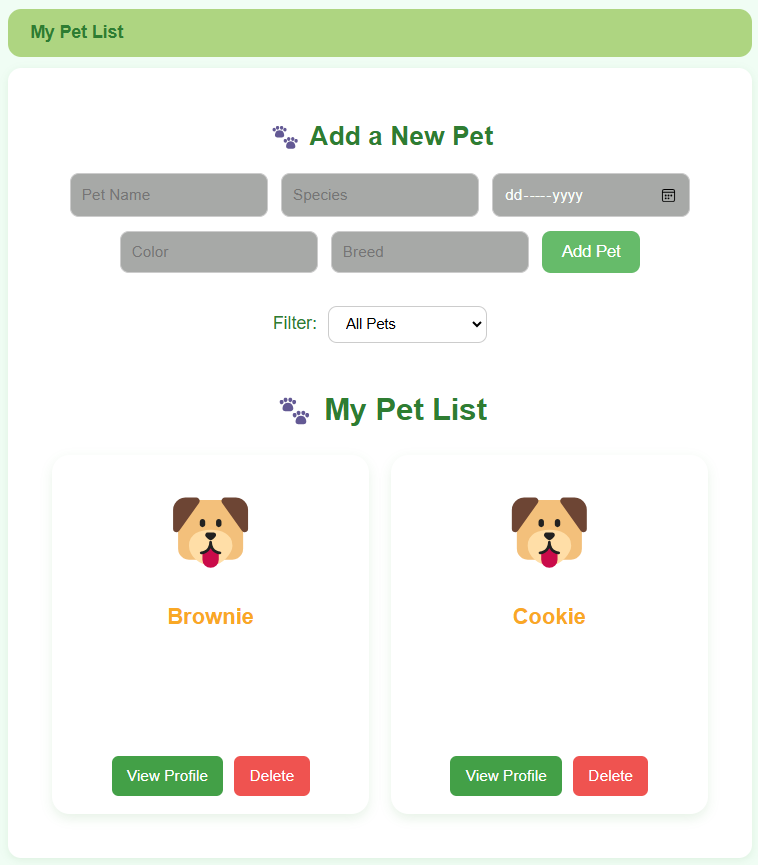 My Pet List
Add a New Pet
Pet Name Species dd-----yyyy
Color Breed Add Pet
Filter: All Pets
My Pet List
Brownie Cookie
View Profile Delete View Profile Delete